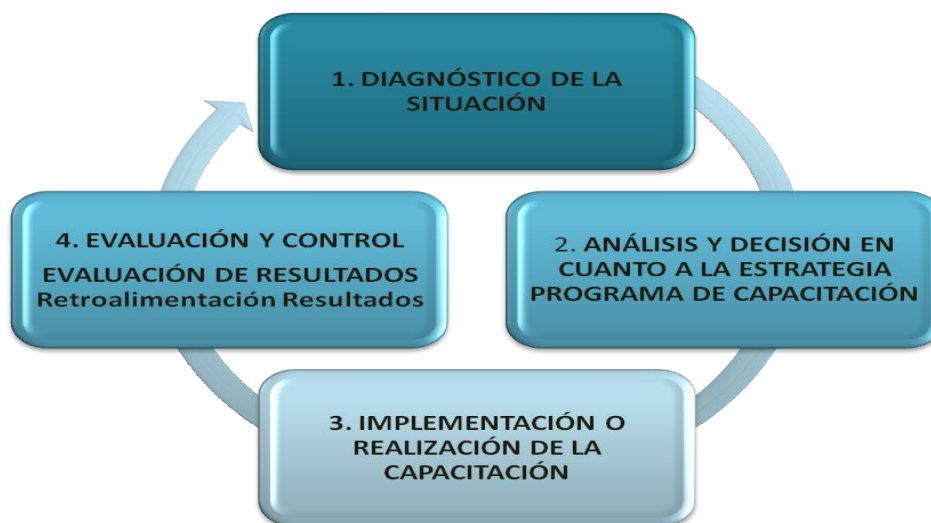 1. DIAGNÓSTICO DE LA
SITUACIÓN
2. ANÁLISIS Y DECISIÓN EN
CUANTO A LA ESTRATEGIA
PROGRAMA DE CAPACITACIÓN
3. IMPLEMENTACIÓN O
REALIZACIÓN DE LA
CAPACITACIÓN
4. EVALUACIÓN Y CONTROL
EVALUACIÓN DE RESULTADOS
Retroalimentación Resultados